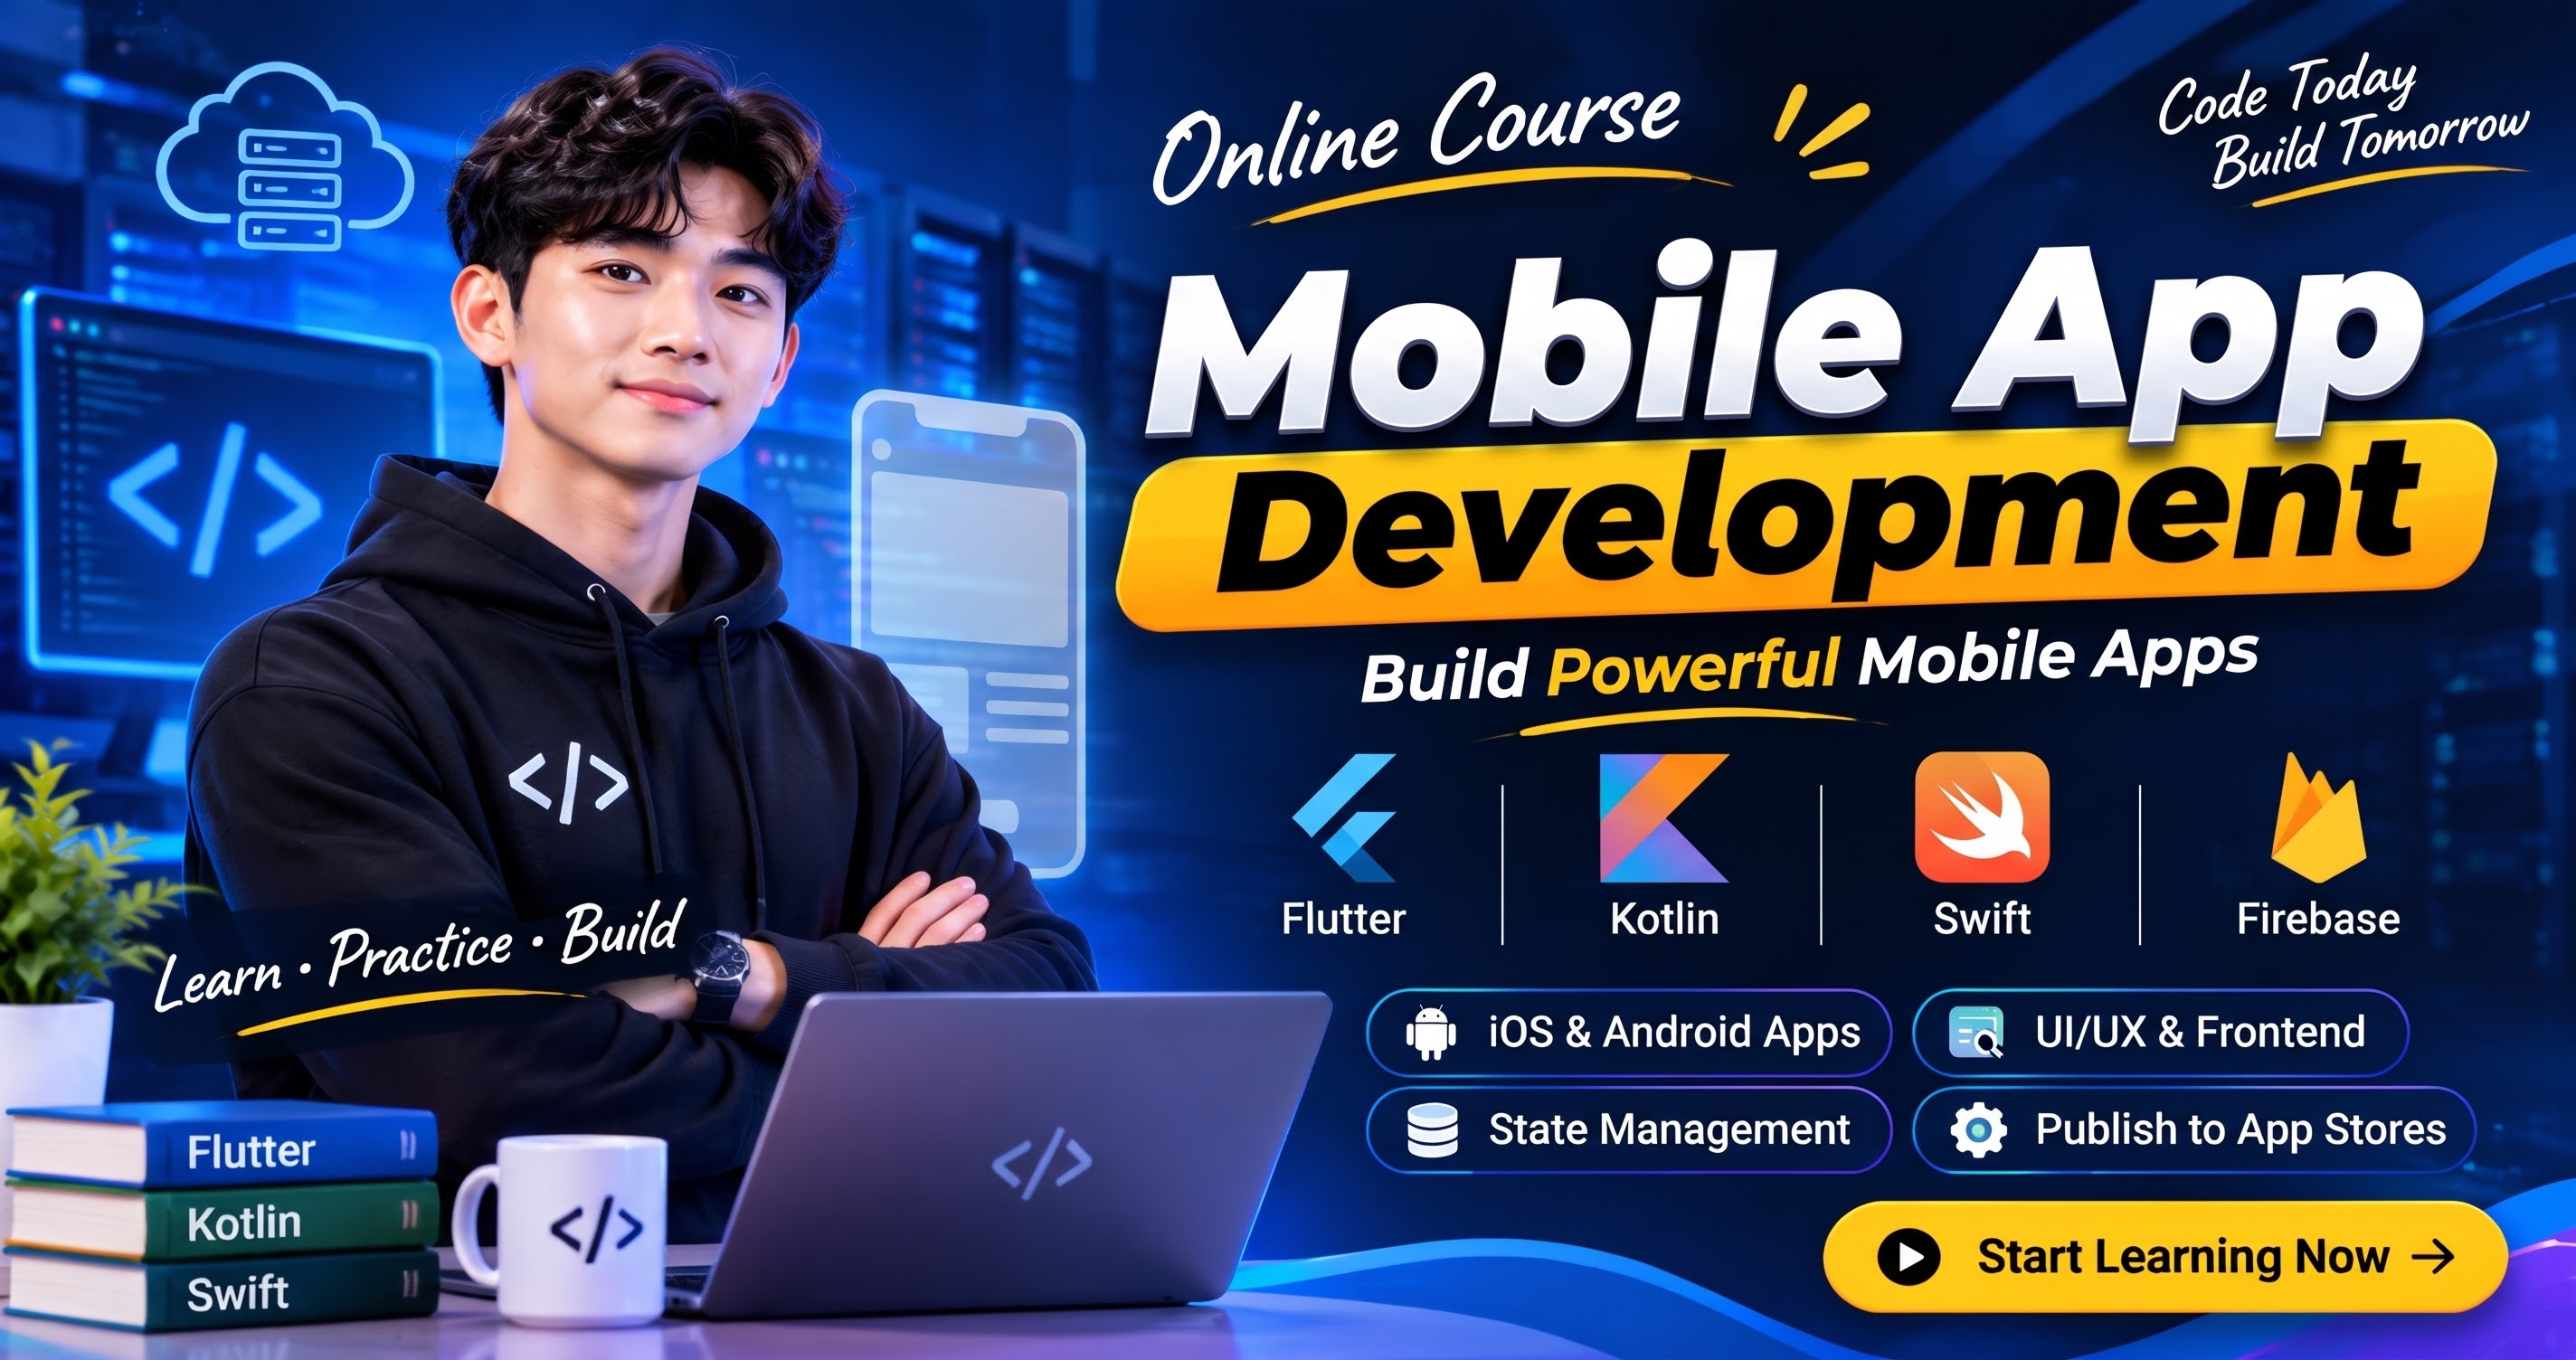 Online Course
Code Today
Build Tomorrow
Mobile App
Development
Build Powerful Mobile Apps
Flutter
Kotlin
Swift
Firebase
iOS & Android Apps
UI/UX & Frontend
State Management
Publish to App Stores
Start Learning Now →
</>
</>
Learn • Practice • Build
Flutter
Kotlin
Swift
</>
</>